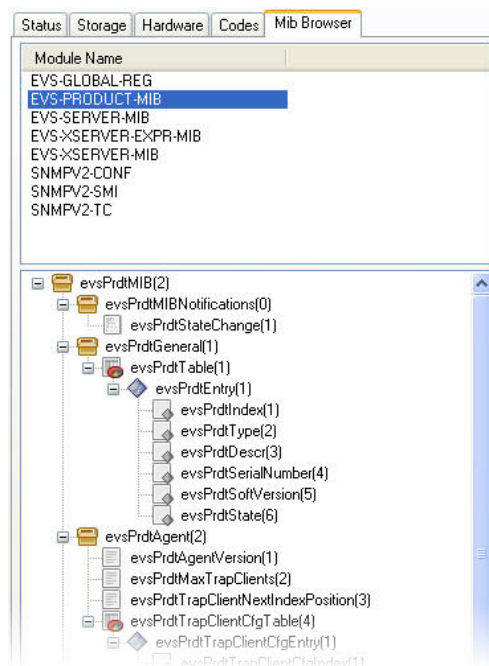 Status Storage Hardware Codes Mib Browser
Module Name
EVS-GLOBAL-REG
EVS-PRODUCT-MIB
EVS-SERVER-MIB
EVS-XSERVER-EXPR-MIB
EVS-XSERVER-MIB
SNMPV2-CONF
SNMPV2-SMI
SNMPV2-TC
evsPrdtMIB(2)
evsPrdtMIBNotifications(0)
evsPrdtStateChange(1)
evsPrdtGeneral(1)
evsPrdtTable(1)
evsPrdtEntry(1)
evsPrdtIndex(1)
evsPrdtType(2)
evsPrdtDescr(3)
evsPrdtSerialNumber(4)
evsPrdtSoftVersion(5)
evsPrdtState(6)
evsPrdtAgent(2)
evsPrdtAgentVersion(1)
evsPrdtMaxTrapClients(2)
evsPrdtTrapClientNextIndexPosition(3)
evsPrdtTrapClientCfgTable(4)
evsPrdtTrapClientCfgEntry(1)
evsPrdtTrapClientCfgIndex(1)